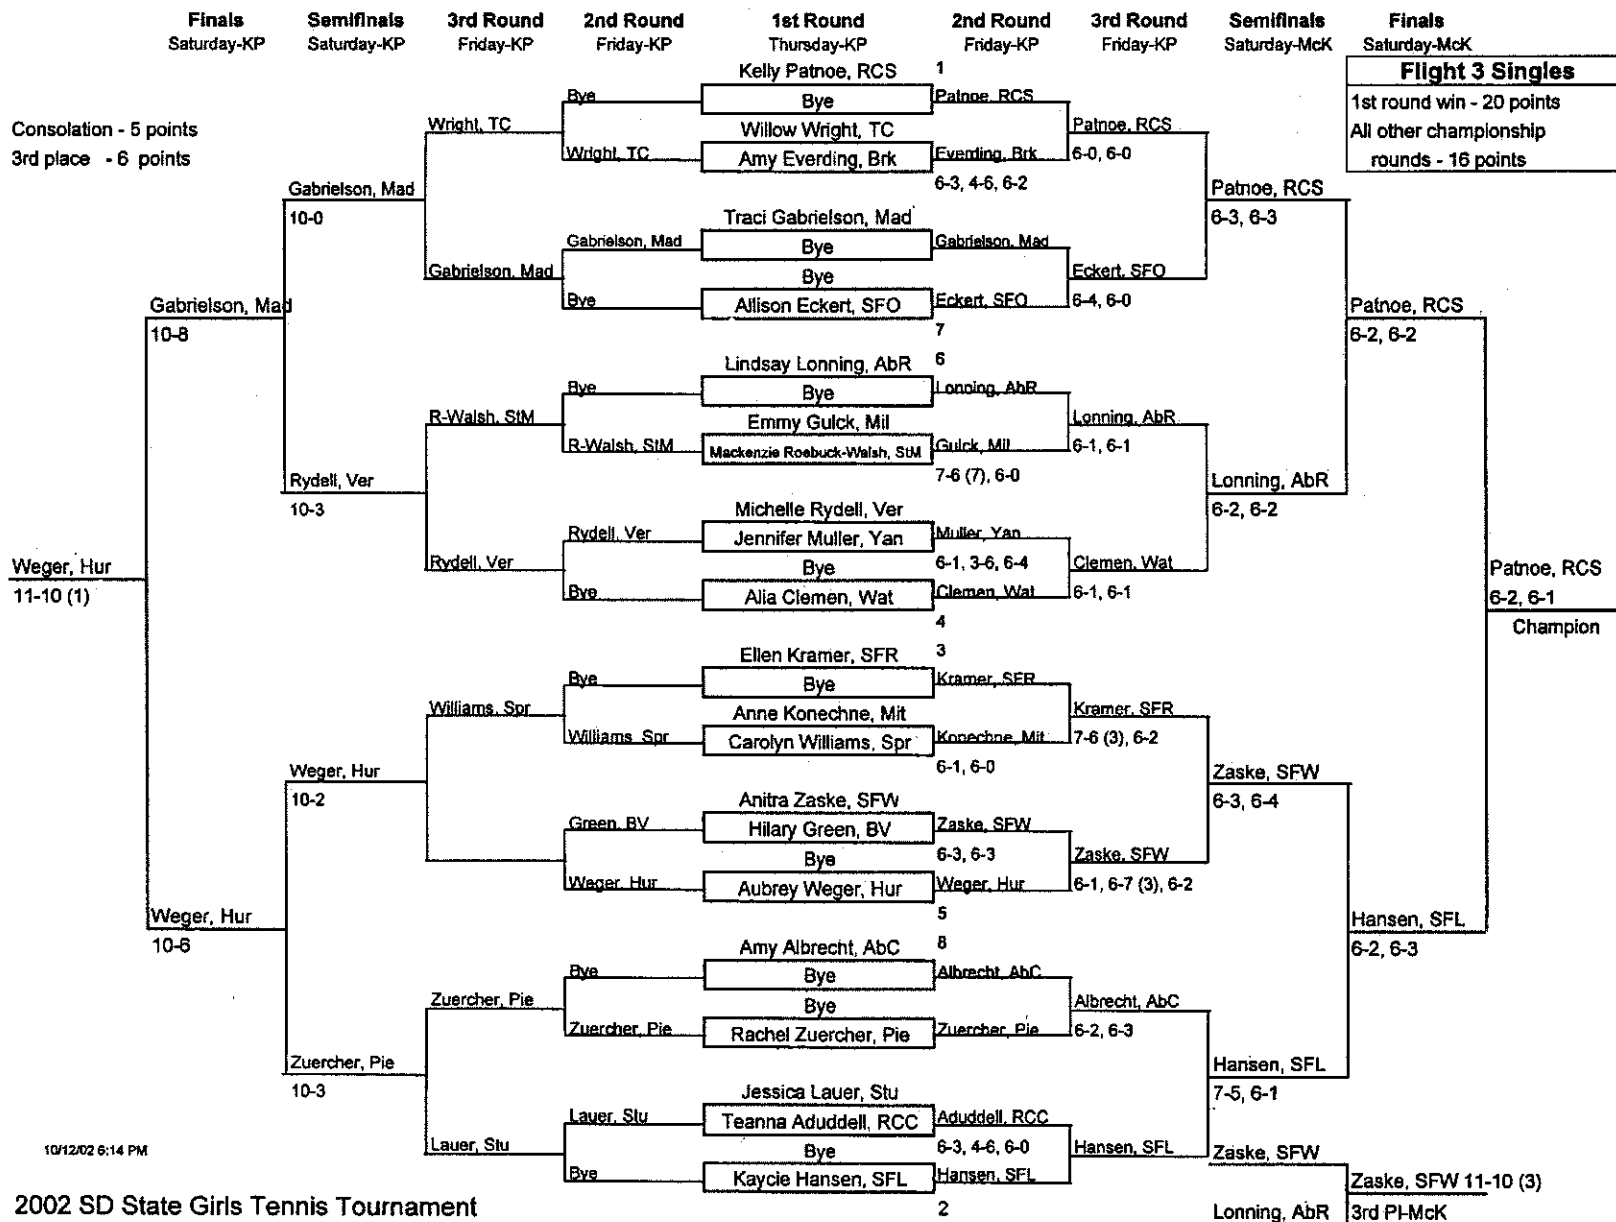 Finals Semifinals 3rd Round 2nd Round 1st Round 2nd Round 3rd Round Semifinals Finals
Saturday-KP Saturday-KP Friday-KP Friday-KP Thursday-KP Friday-KP Friday-KP Saturday-McK Saturday-McK
Flight 3 Singles
1st round win - 20 points
All other championship
rounds - 16 points
Consolation - 5 points
3rd place - 6 points
Weger, Hur
11-10 (1)
Gabrielson, Mad
10-8
Weger, Hur
10-6
Gabrielson, Mad
10-0
Rydell, Ver
10-3
Weger, Hur
10-2
Zuercher, Pie
10-3
Wright, TC
Gabrielson, Mad
R-Walsh, StM
Rydell, Ver
Williams, Spr
Zuercher, Pie
Lauer, Stu
Bye
Wright, TC
Gabrielson, Mad
Bye
Bye
R-Walsh, StM
Rydell, Ver
Bye
Bye
Williams, Spr
Green, BV
Weger, Hur
Bye
Zuercher, Pie
Lauer, Stu
Bye
Kelly Patnoe, RCS 1
Bye
Willow Wright, TC
Amy Everding, Brk
Traci Gabrielson, Mad
Bye
Bye
Allison Eckert, SFO
7
6
Lindsay Lonning, AbR
Bye
Emmy Gulck, Mil
Mackenzie Roebuck-Walsh, StM
Michelle Rydell, Ver
Jennifer Muller, Yan
Bye
Alia Clemen, Wat
4
3
Ellen Kramer, SFR
Bye
Anne Konechne, Mit
Carolyn Williams, Spr
Anitra Zaske, SFW
Hilary Green, BV
Bye
Aubrey Weger, Hur
5
8
Amy Albrecht, AbC
Bye
Bye
Rachel Zuercher, Pie
Jessica Lauer, Stu
Teanna Aduddell, RCC
Bye
Kaycie Hansen, SFL
2
Patnoe, RCS
Everding, Brk
6-3, 4-6, 6-2
Gabrielson, Mad
Eckert, SFO
Lonning, AbR
Gulck, Mil
7-6 (7), 6-0
Muller, Yan
6-1, 3-6, 6-4
Clemen, Wat
Kramer, SFR
Konechne, Mit
6-1, 6-0
Zaske, SFW
6-3, 6-3
Weger, Hur
Albrecht, AbC
Zuercher, Pie
Aduddell, RCC
6-3, 4-6, 6-0
Hansen, SFL
Patnoe, RCS
6-0, 6-0
Eckert, SFO
6-4, 6-0
Lonning, AbR
6-1, 6-1
Clemen, Wat
6-1, 6-1
Kramer, SFR
7-6 (3), 6-2
Zaske, SFW
6-1, 6-7 (3), 6-2
Albrecht, AbC
6-2, 6-3
Hansen, SFL
Patnoe, RCS
6-3, 6-3
Lonning, AbR
6-2, 6-2
Zaske, SFW
6-3, 6-4
Hansen, SFL
7-5, 6-1
Patnoe, RCS
6-2, 6-2
Hansen, SFL
6-2, 6-3
Patnoe, RCS
6-2, 6-1
Champion
Zaske, SFW
Lonning, AbR
Zaske, SFW 11-10 (3)
3rd Pl-McK
10/12/02 6:14 PM
2002 SD State Girls Tennis Tournament